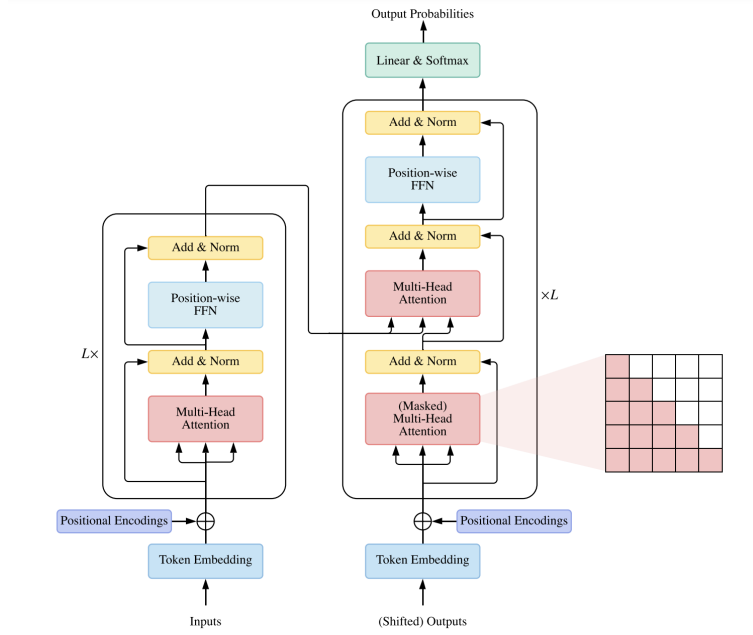 Output Probabilities
Linear & Softmax
Add & Norm
Position-wise
FFN
Add & Norm
Multi-Head
Attention
×L
Add & Norm
(Masked)
Multi-Head
Attention
Positional Encodings
Token Embedding
(Shifted) Outputs
Add & Norm
Position-wise
FFN
L×
Add & Norm
Multi-Head
Attention
Positional Encodings
Token Embedding
Inputs